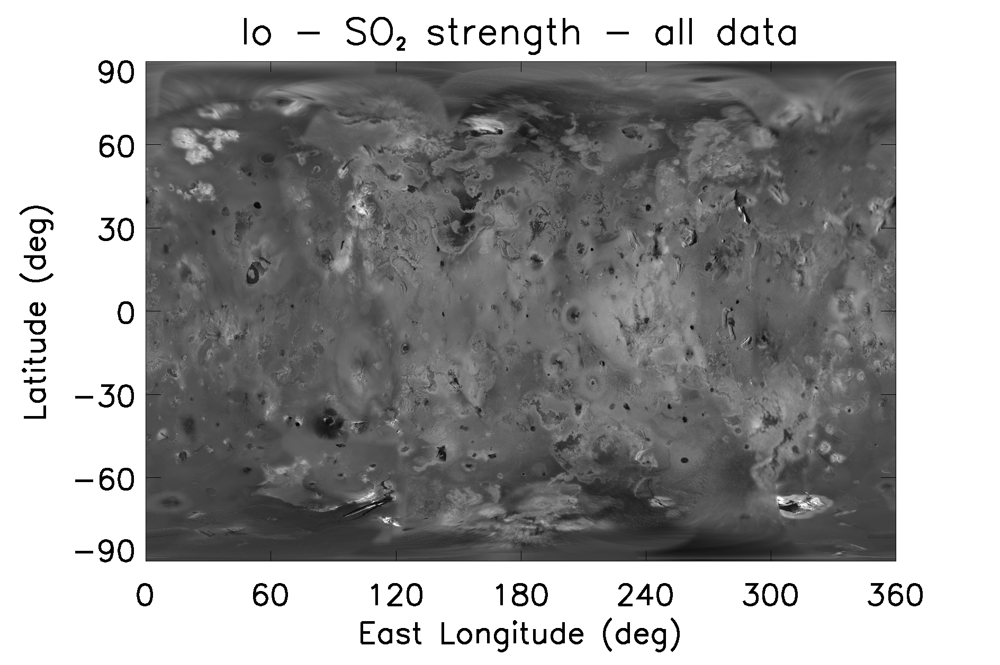 Io – SO₂ strength – all data
90
60
30
0
−30
−60
−90
Latitude (deg)
0 60 120 180 240 300 360
East Longitude (deg)